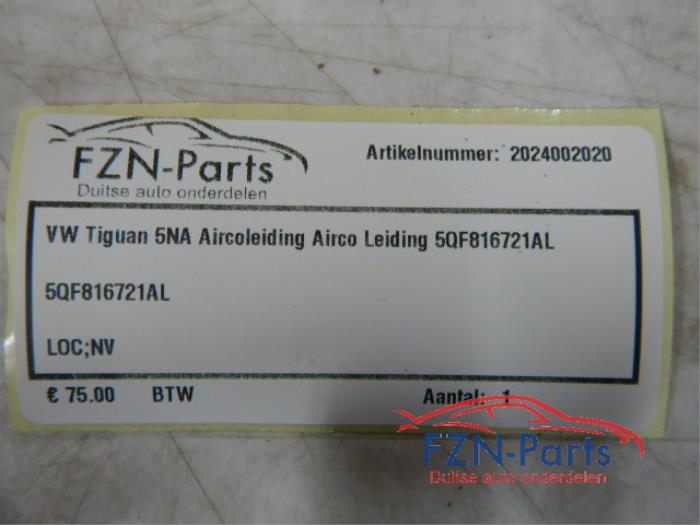 FZN-Parts
Duitse auto onderdelen
Artikelnummer: 2024002020
VW Tiguan 5NA Aircoleiding Airco Leiding 5QF816721AL
5QF816721AL
LOC;NV
€ 75.00 BTW Aantal: 1
FZN-Parts
Duitse auto onderdelen